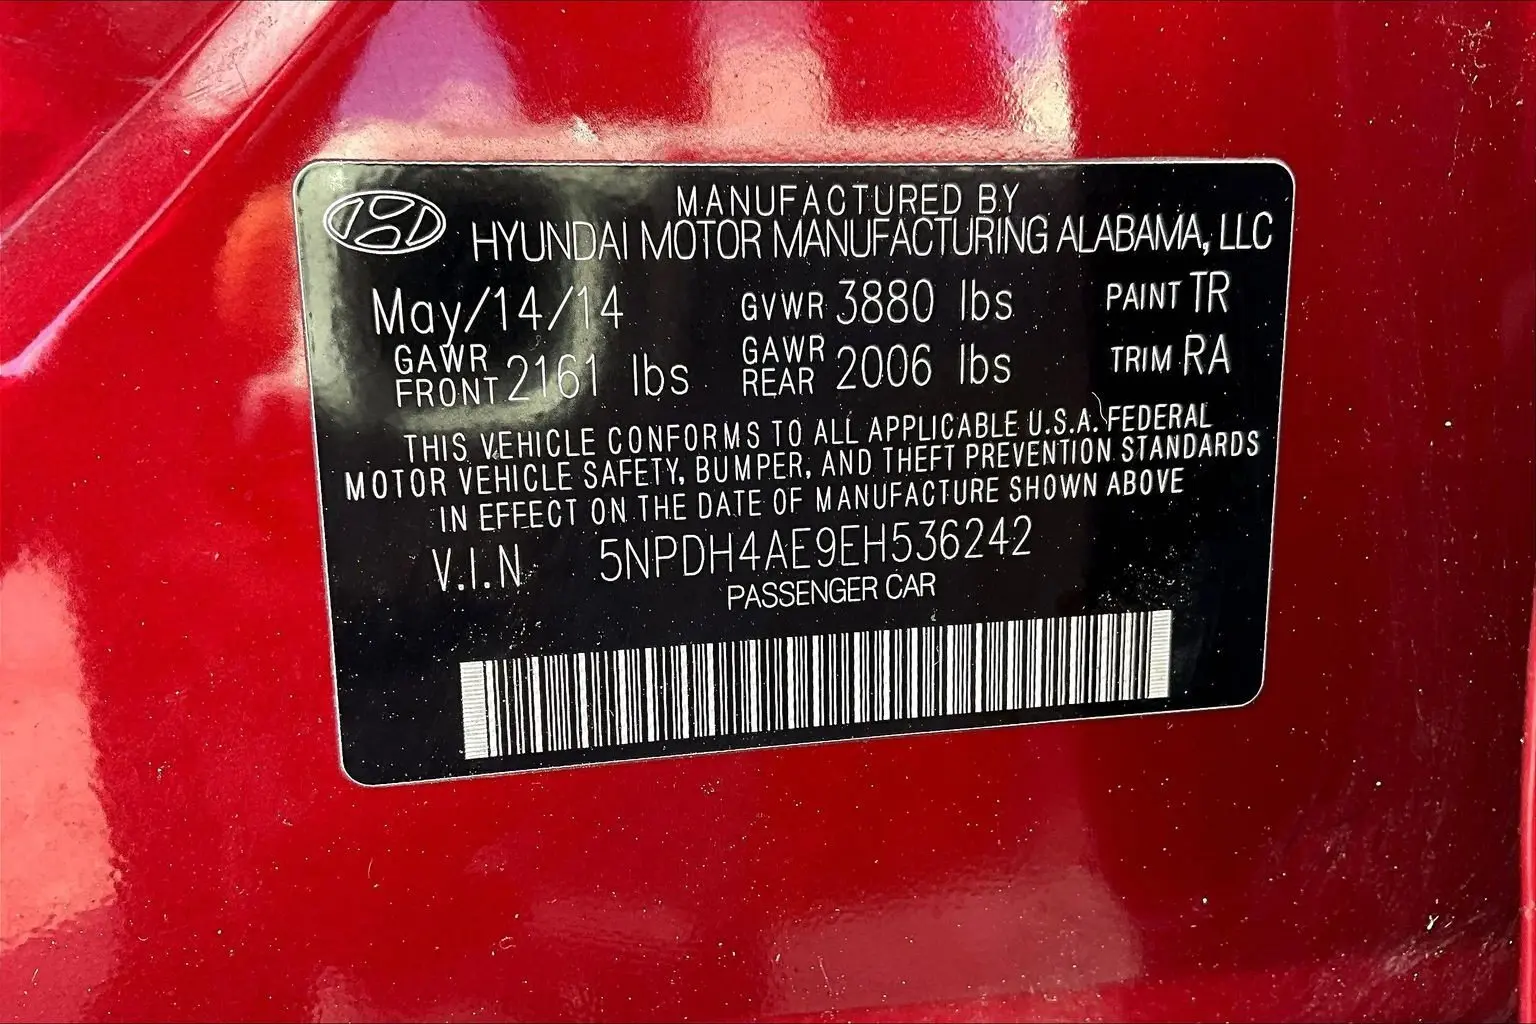 MANUFACTURED BY
HYUNDAI MOTOR MANUFACTURING ALABAMA, LLC
May/14/14 GVWR 3880 lbs PAINT TR
GAWR FRONT 2161 lbs GAWR REAR 2006 lbs TRIM RA
THIS VEHICLE CONFORMS TO ALL APPLICABLE U.S.A. FEDERAL
MOTOR VEHICLE SAFETY, BUMPER, AND THEFT PREVENTION STANDARDS
IN EFFECT ON THE DATE OF MANUFACTURE SHOWN ABOVE
V.I.N 5NPDH4AE9EH536242
PASSENGER CAR